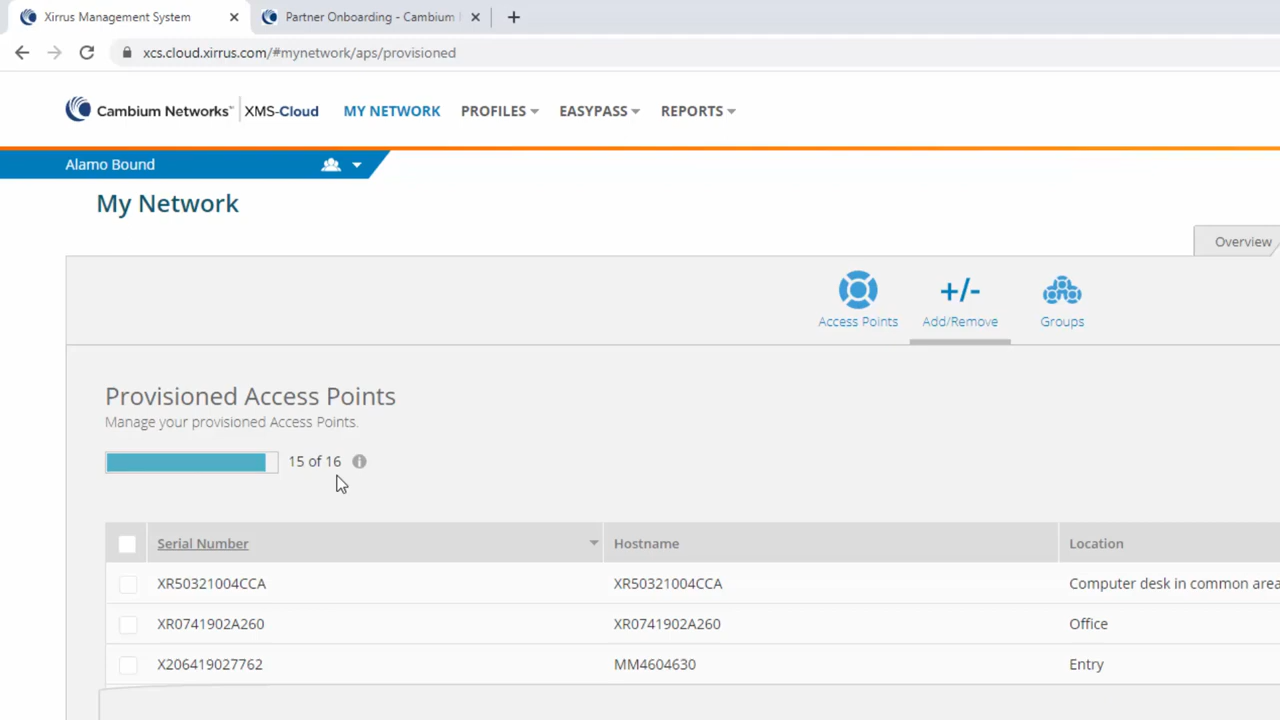 Xirrus Management System
Partner Onboarding - Cambium
xcs.cloud.xirrus.com/#mynetwork/aps/provisioned
Cambium Networks™ XMS-Cloud MY NETWORK PROFILES EASYPASS REPORTS
Alamo Bound
My Network
Overview
+/-
Access Points Add/Remove Groups
Provisioned Access Points
Manage your provisioned Access Points.
15 of 16
Serial Number Hostname Location
XR50321004CCA XR50321004CCA Computer desk in common area
XR0741902A260 XR0741902A260 Office
X206419027762 MM4604630 Entry